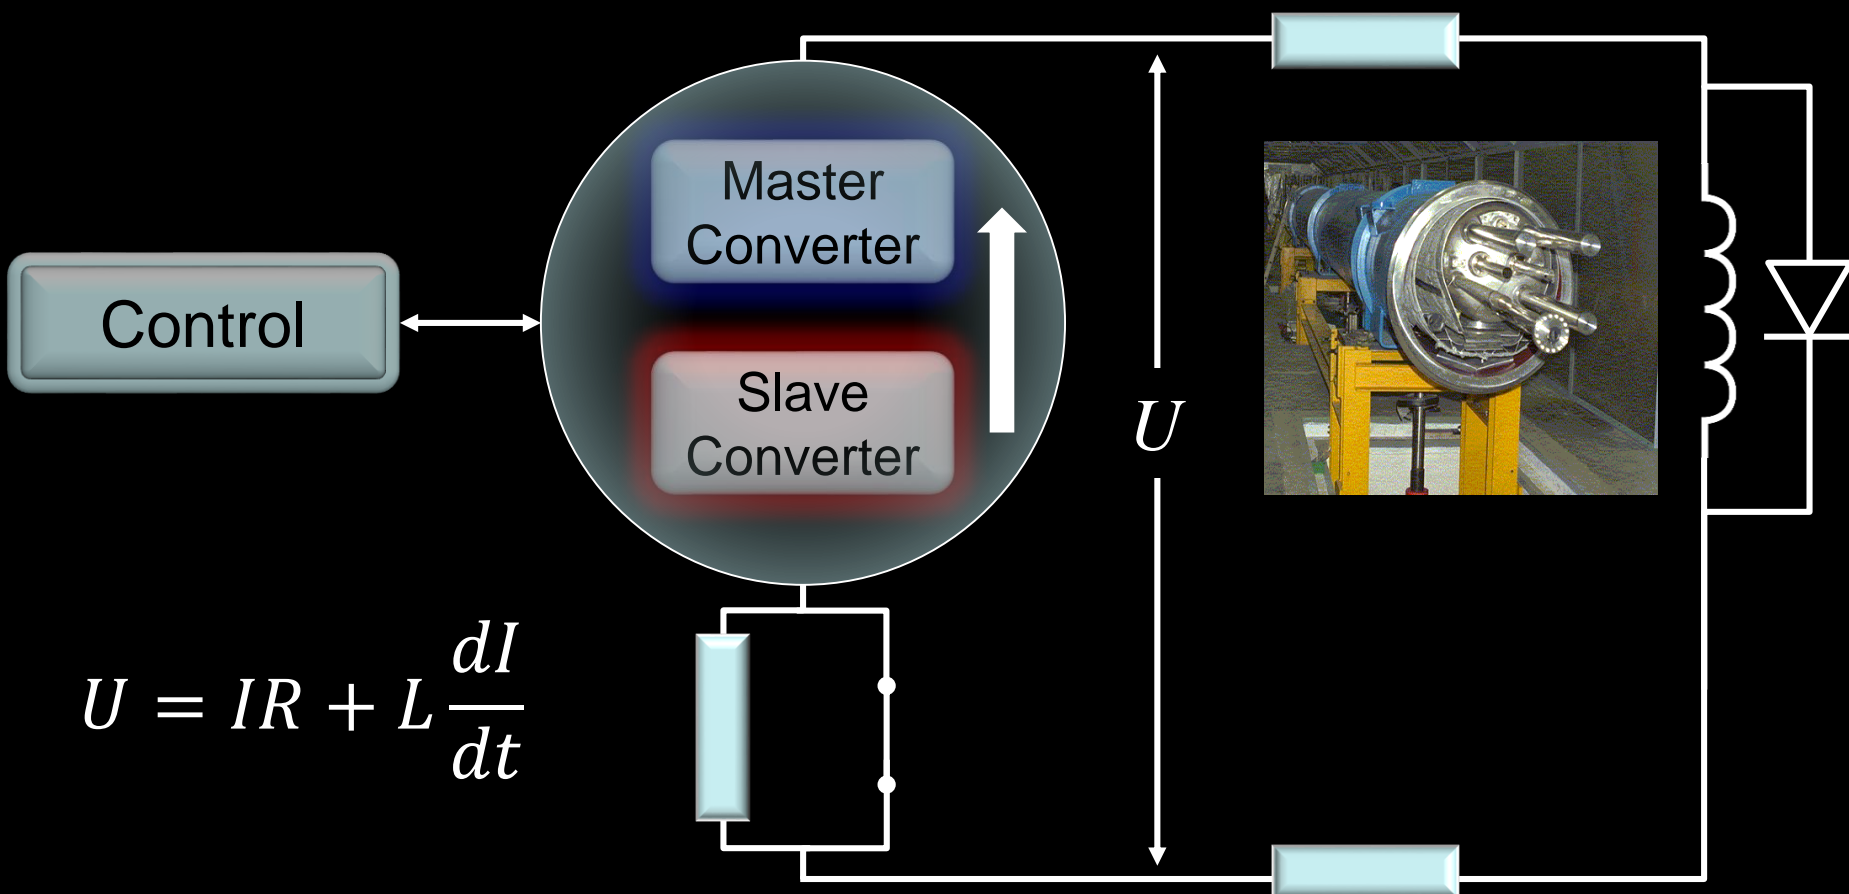 Master
Converter
Control
Slave
Converter
U
U = IR + L dI/dt